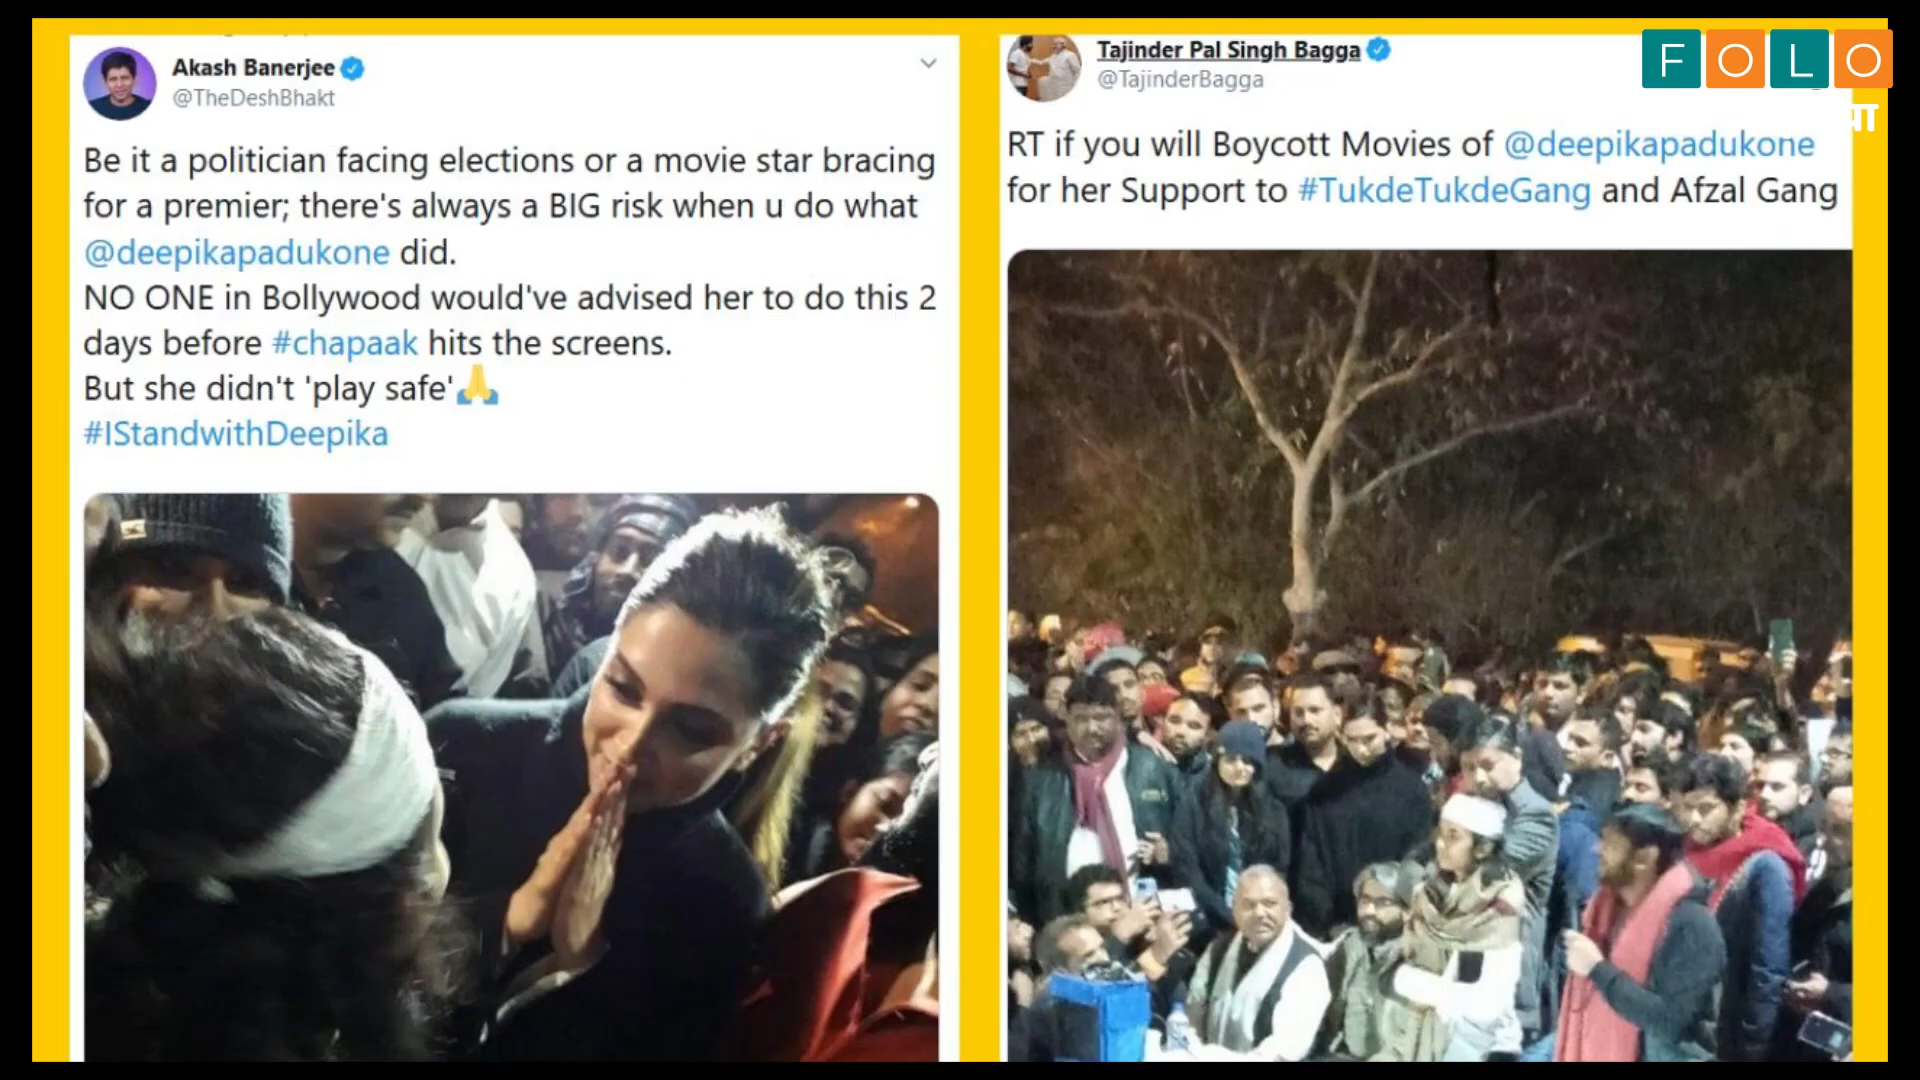 Akash Banerjee
@TheDeshBhakt
Be it a politician facing elections or a movie star bracing
for a premier; there's always a BIG risk when u do what
@deepikapadukone did.
NO ONE in Bollywood would've advised her to do this 2
days before #chapaak hits the screens.
But she didn't 'play safe'🙏
#IStandwithDeepika
Tajinder Pal Singh Bagga
@TajinderBagga
RT if you will Boycott Movies of @deepikapadukone
for her Support to #TukdeTukdeGang and Afzal Gang
FOLO